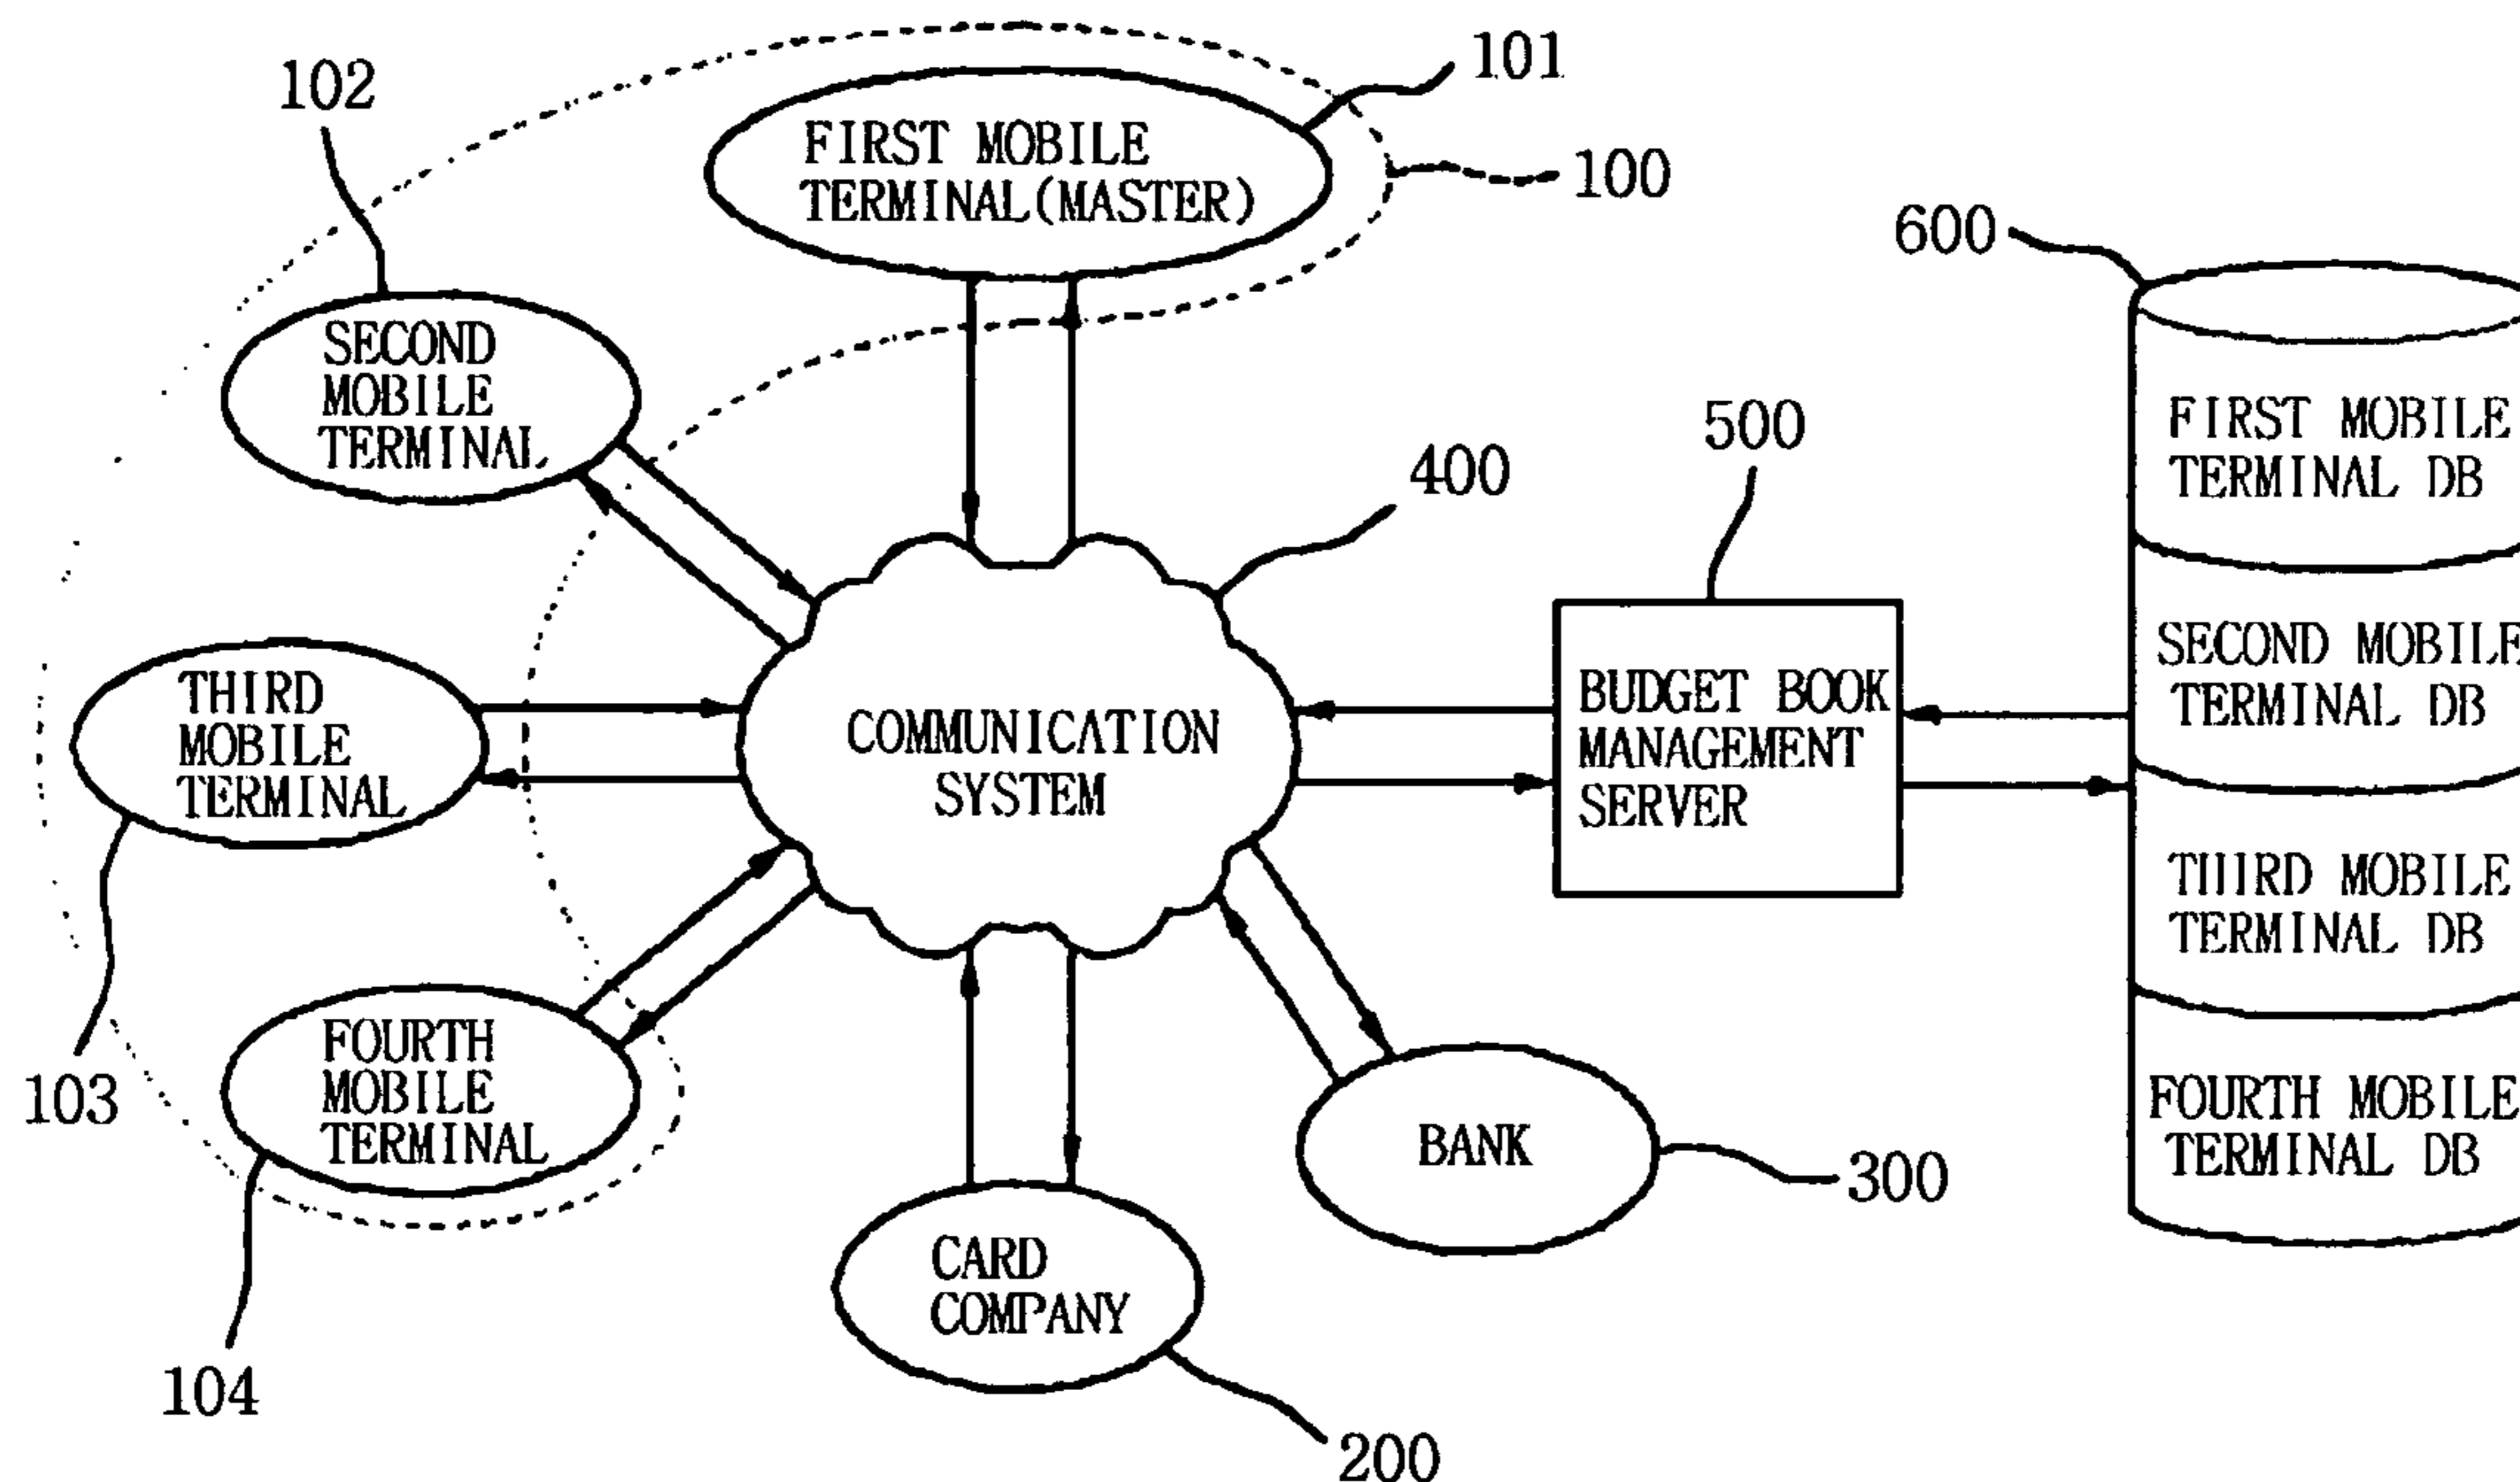 101
102
FIRST MOBILE
TERMINAL(MASTER)
100
600
SECOND
MOBILE
TERMINAL
FIRST MOBILE
TERMINAL DB
500
400
SECOND MOBILE
TERMINAL DB
THIRD
MOBILE
TERMINAL
COMMUNICATION
SYSTEM
BUDGET BOOK
MANAGEMENT
SERVER
THIRD MOBILE
TERMINAL DB
103
FOURTH
MOBILE
TERMINAL
FOURTH MOBILE
TERMINAL DB
BANK
300
CARD
COMPANY
104
200